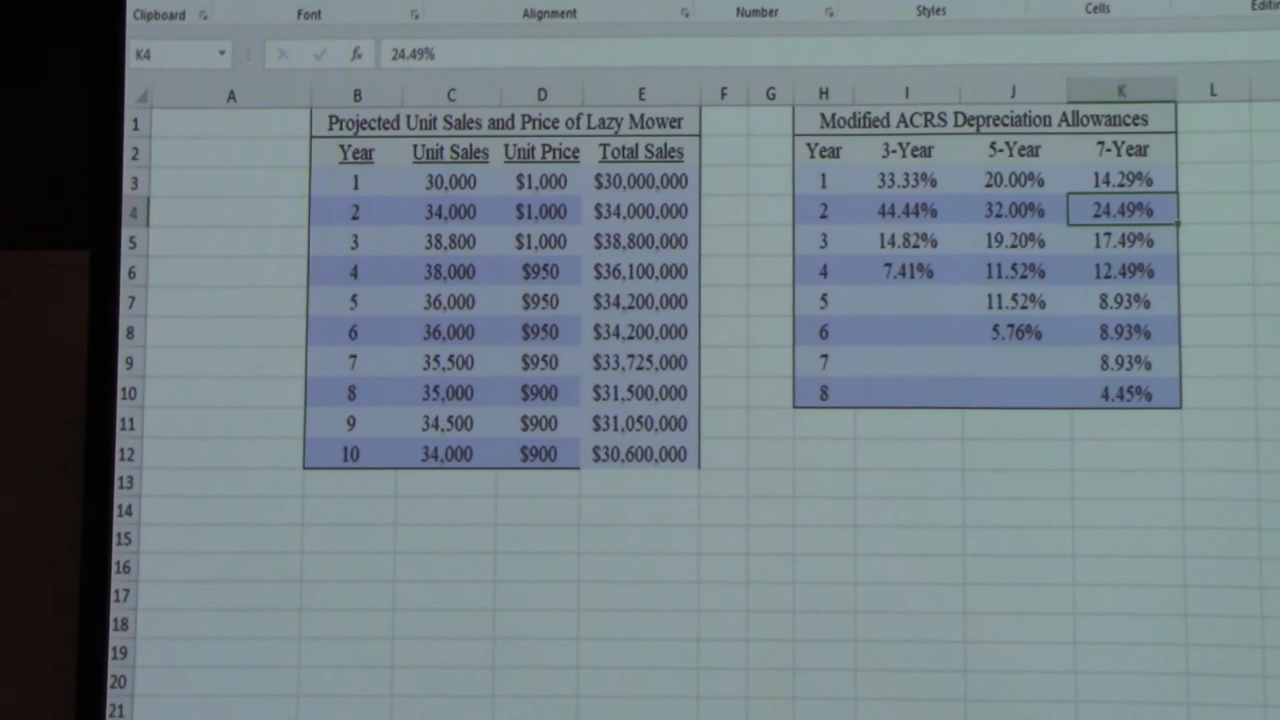 Clipboard Font Alignment Number Styles Cells
K4 fx 24.49%
A B C D E F G H I J K L
1 Projected Unit Sales and Price of Lazy Mower Modified ACRS Depreciation Allowances
2 Year Unit Sales Unit Price Total Sales Year 3-Year 5-Year 7-Year
3 1 30,000 $1,000 $30,000,000 1 33.33% 20.00% 14.29%
4 2 34,000 $1,000 $34,000,000 2 44.44% 32.00% 24.49%
5 3 38,800 $1,000 $38,800,000 3 14.82% 19.20% 17.49%
6 4 38,000 $950 $36,100,000 4 7.41% 11.52% 12.49%
7 5 36,000 $950 $34,200,000 5 11.52% 8.93%
8 6 36,000 $950 $34,200,000 6 5.76% 8.93%
9 7 35,500 $950 $33,725,000 7 8.93%
10 8 35,000 $900 $31,500,000 8 4.45%
11 9 34,500 $900 $31,050,000
12 10 34,000 $900 $30,600,000
13
14
15
16
17
18
19
20
21